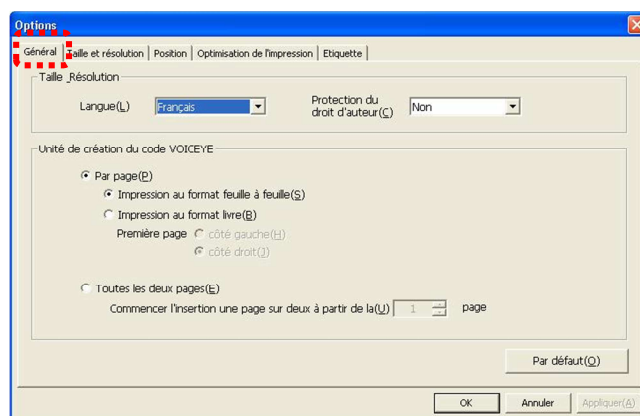 Options
Général Taille et résolution Position Optimisation de l'impression Etiquette
Taille _Résolution
Langue(L) Français Protection du droit d'auteur(C) Non
Unité de création du code VOICEYE
Par page(P)
Impression au format feuille à feuille(S)
Impression au format livre(B)
Première page côté gauche(H)
côté droit(J)
Toutes les deux pages(E)
Commencer l'insertion une page sur deux à partir de la(U) 1 page
Par défaut(O)
OK Annuler Appliquer(A)